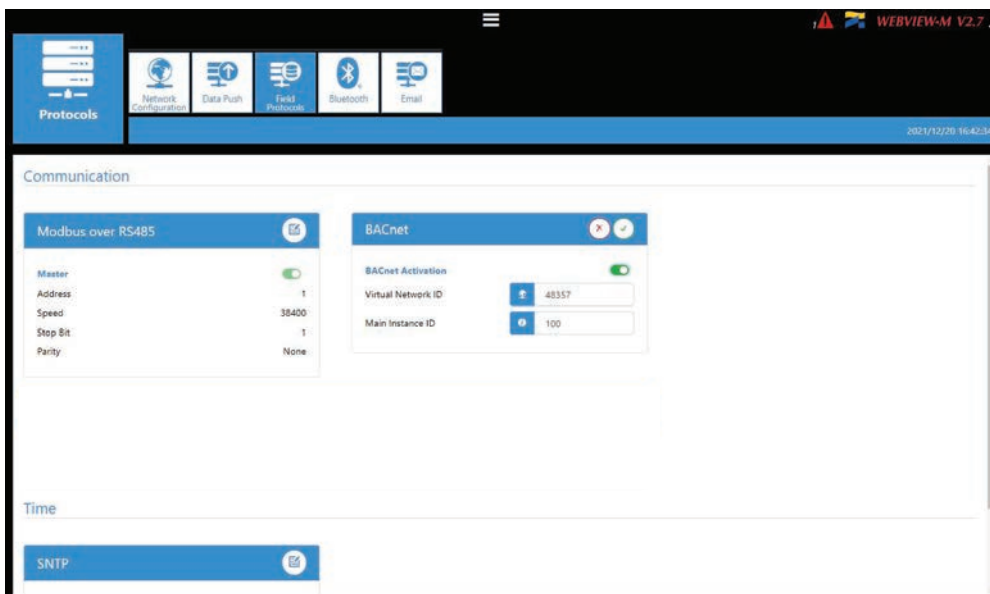 1
WEBVIEW-M V2.7
Protocols
Network
Configuration
Data Push
Field
Protocols
Bluetooth
Email
2021/12/20 16:42:34
Communication
Modbus over RS485
Master
Address 1
Speed 38400
Stop Bit 1
Parity None
BACnet
BACnet Activation
Virtual Network ID 48357
Main Instance ID 100
Time
SNTP